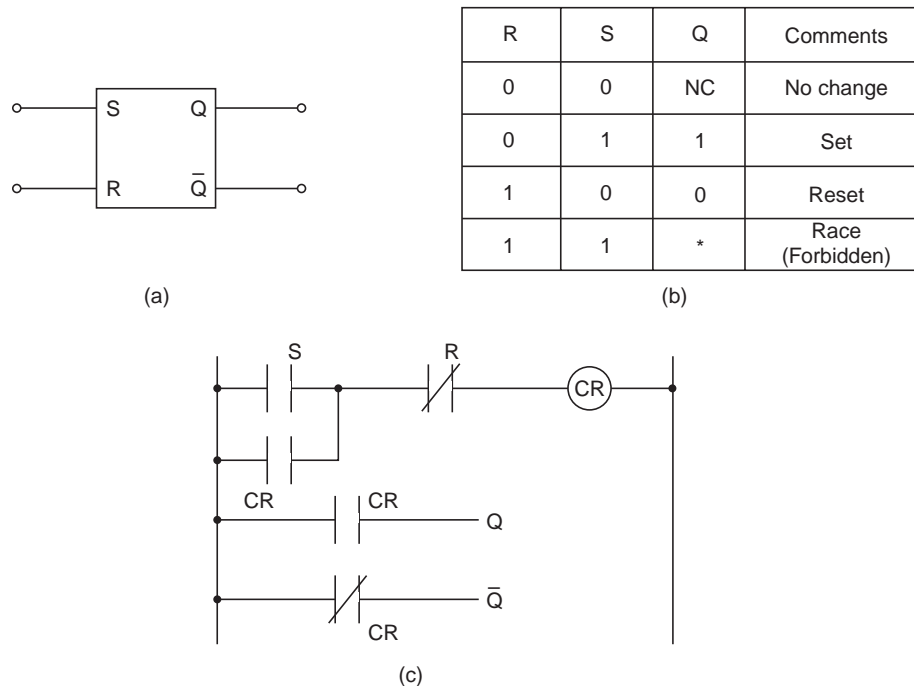 S Q
R Q̄
(a)
R S Q Comments
0 0 NC No change
0 1 1 Set
1 0 0 Reset
1 1 * Race
(Forbidden)
(b)
S R
CR
CR CR
Q
Q̄
CR
(c)